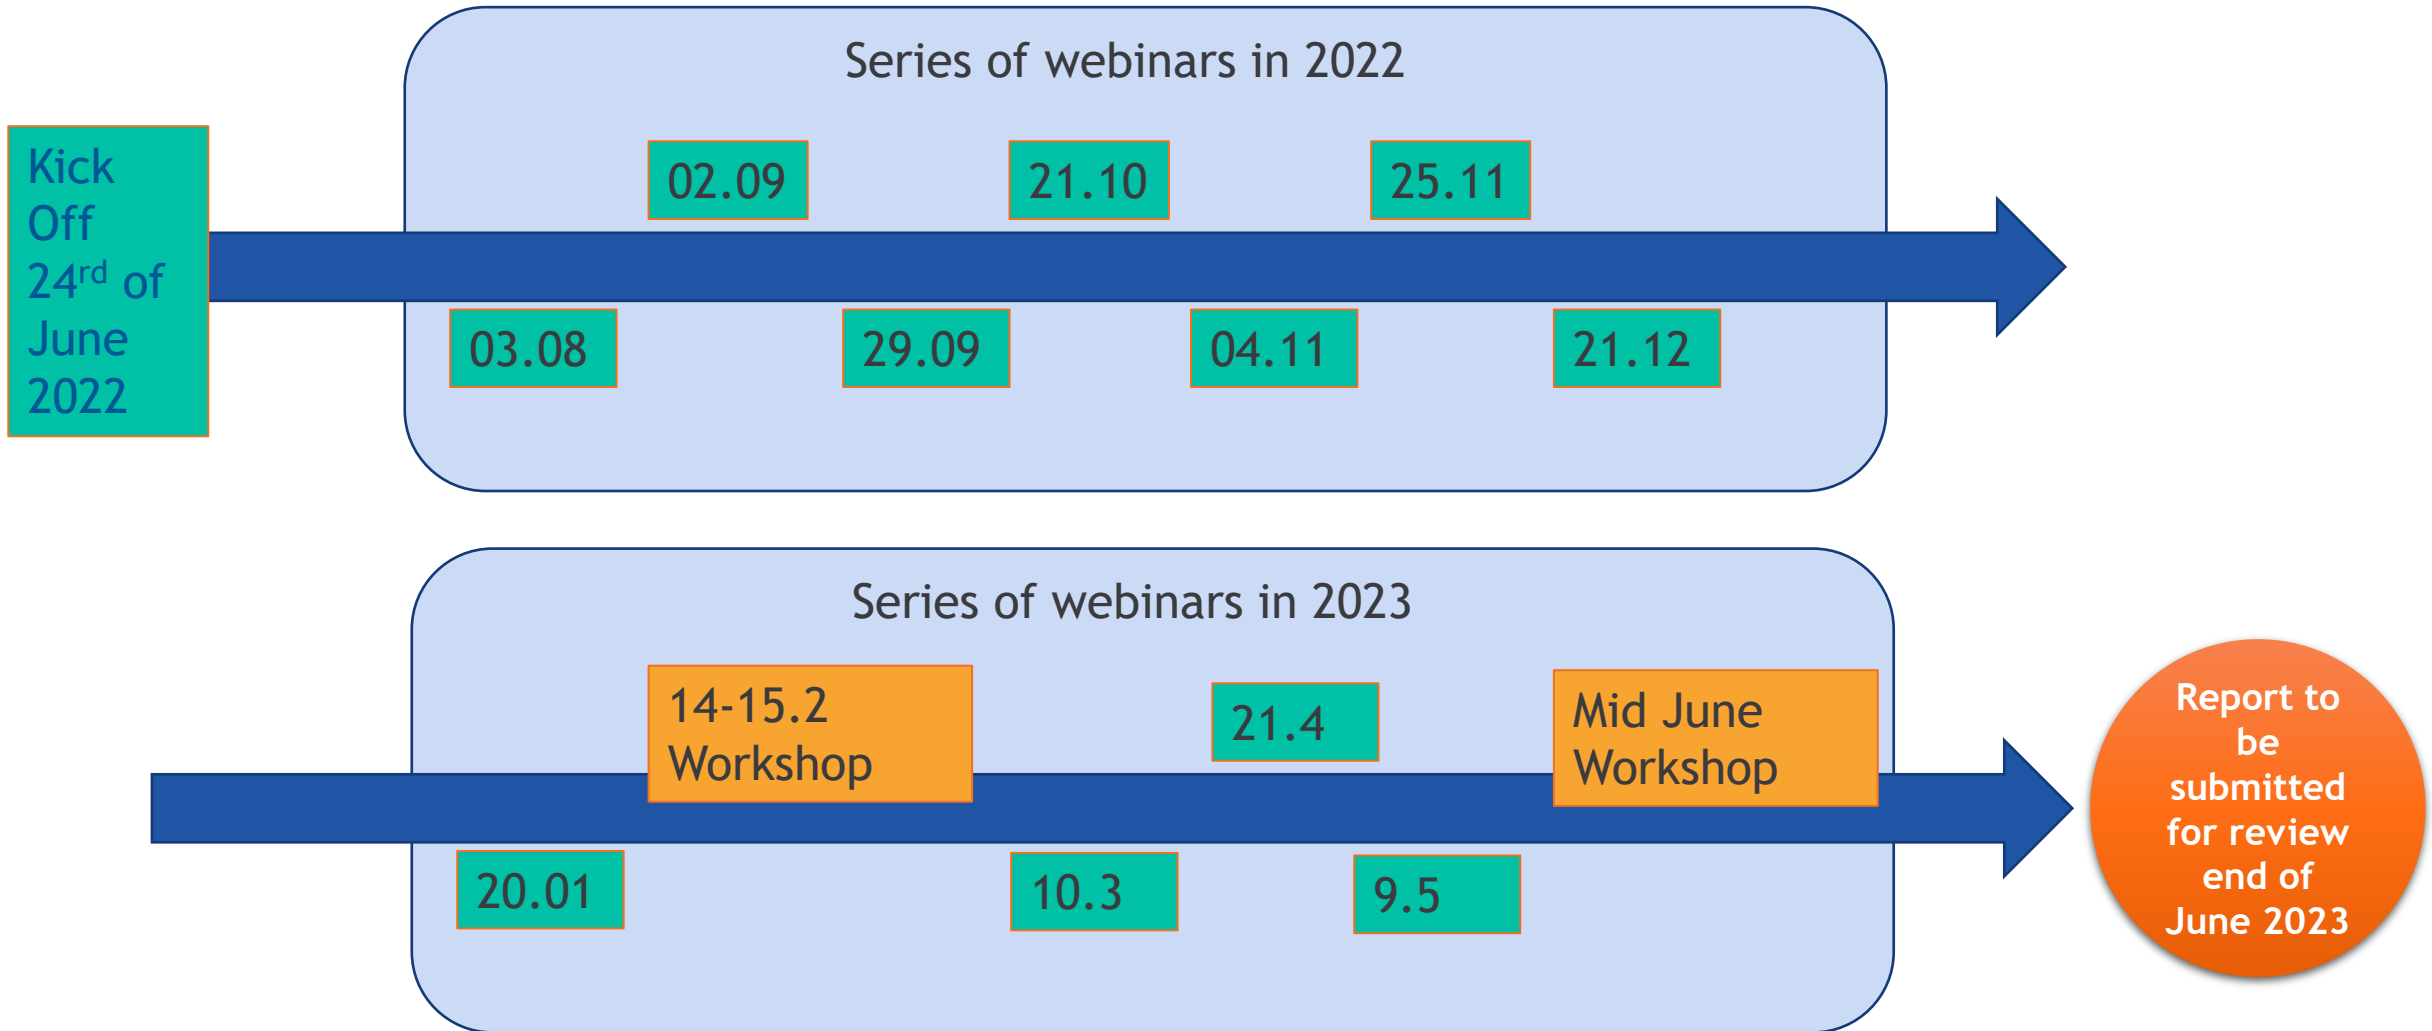 Series of webinars in 2022
Kick
Off
24rd of
June
2022
02.09
21.10
25.11
03.08
29.09
04.11
21.12
Series of webinars in 2023
14-15.2
Workshop
21.4
Mid June
Workshop
20.01
10.3
9.5
Report to
be
submitted
for review
end of
June 2023